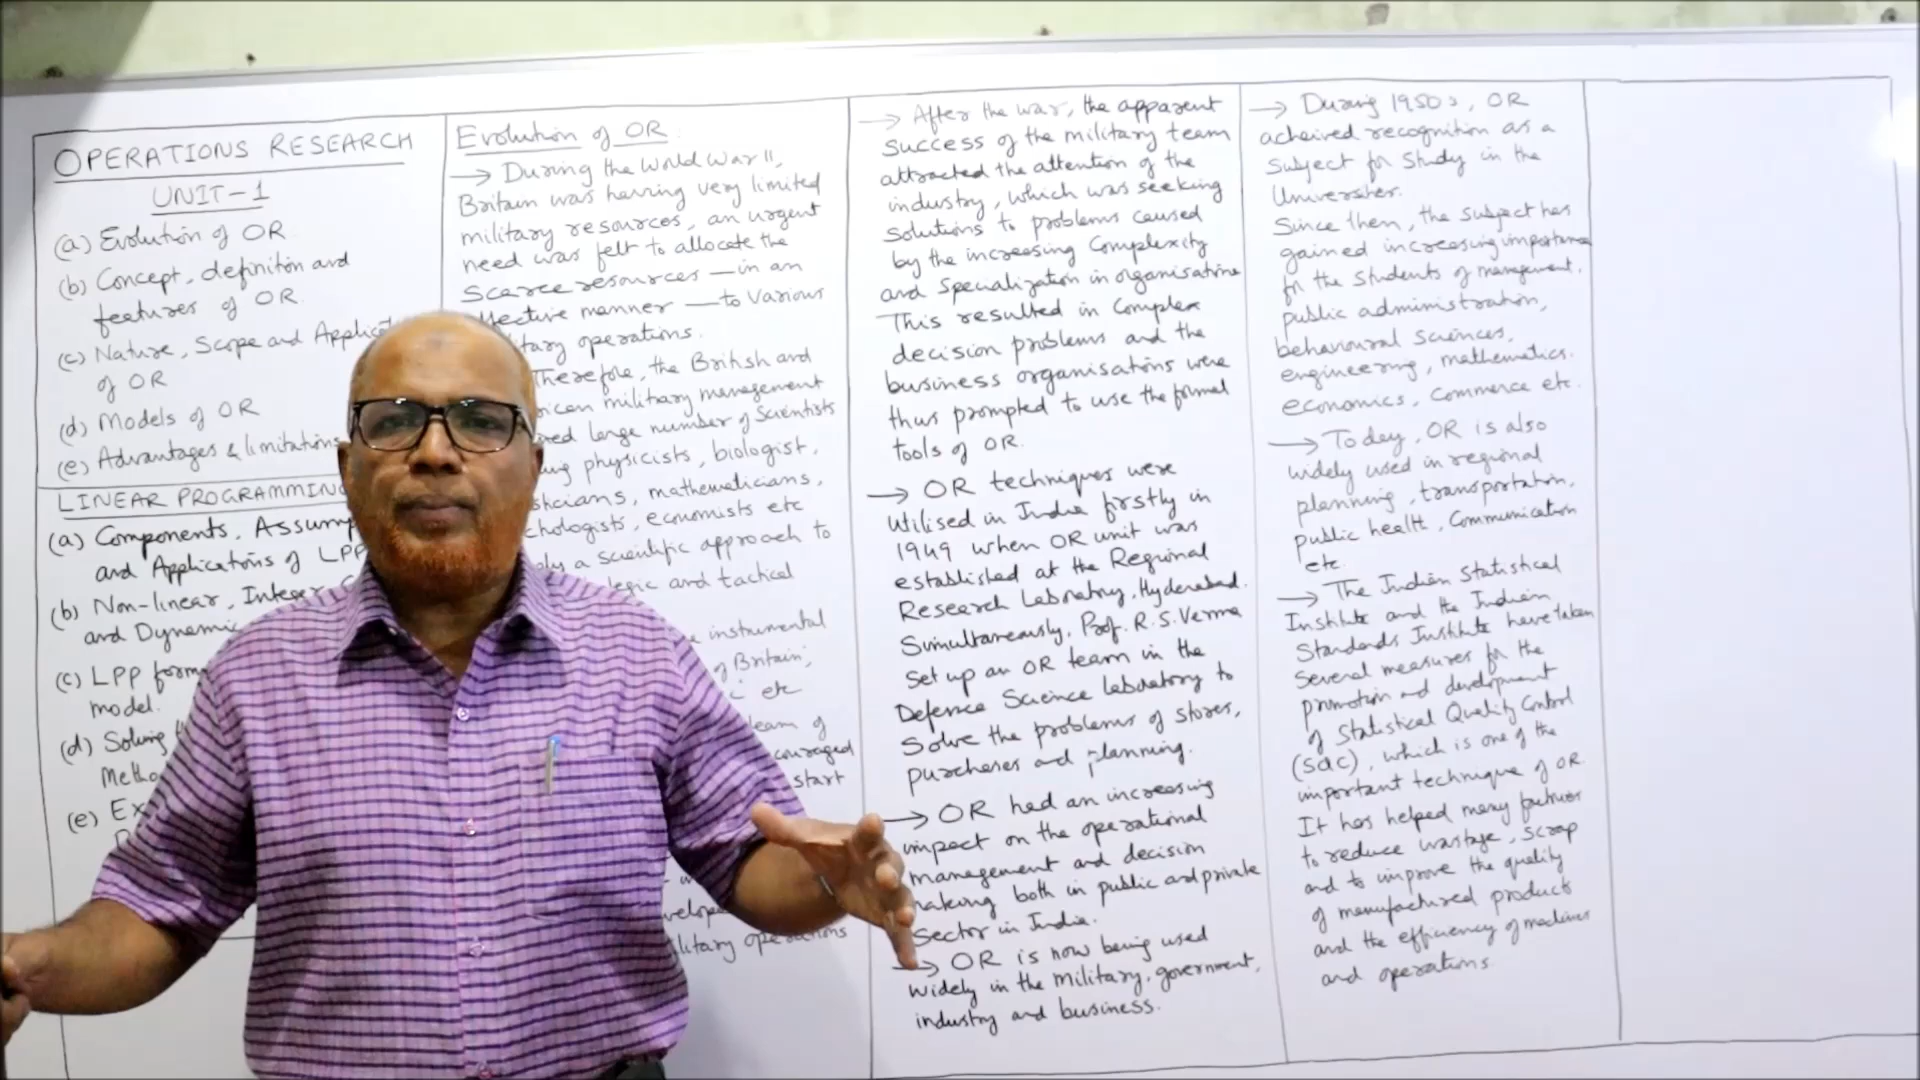 OPERATIONS RESEARCH
UNIT-1
(a) Evolution of OR
(b) Concept, definition and
features of OR.
(c) Nature, Scope and
of OR
(d) Models of OR
(e) Advantages & limitations
LINEAR PROGRAMMING
(a) Components,
and Applications of LPP
(b) Non-linear, Integer
and Dynamic
(c) LPP
model.
(d) Solving
(e)
Evolution of OR
→ During the World War II,
Britain was having very limited
military resources, an urgent
need was felt to allocate the
Scarce resources — in an
manner — to various
operations.
Therefore, the British and
military management
large number of Scientists
physicists, biologist,
mathematicians,
economists etc
a scientific approach to
and tactical
instrumental
of Britain,
etc
team of
start
operations
→ After the war, the apparent
success of the military team
attracted the attention of the
industry, which was seeking
solutions to problems caused
by the increasing Complexity
and Specialization in organisations
This resulted in Complex
decision problems and the
business organisations were
thus prompted to use the formal
tools of OR.
→ OR techniques were
utilised in India firstly in
1949 when OR unit was
established at the Regional
Research Laboratory, Hyderabad.
Simultaneously, Prof. R.S. Verma
set up an OR team in the
Defence Science Laboratory to
Solve the problems of stores,
purchases and planning.
→ OR had an increasing
impact on the operational
management and decision
making both in public and private
Sector in India.
→ OR is now being used
widely in the military, government,
industry and business.
→ During 1950s, OR
acheived recognition as a
subject for study in the
Universities.
Since them, the subject has
gained increasing importance
for the students of management,
public administration,
behavioural sciences,
engineering, mathematics.
economics, Commerce etc.
→ Today, OR is also
widely used in regional
planning, transportation,
public health, Communication
etc.
→ The Indian Statistical
Institute and the Indian
Standards Institute have taken
several measures for the
promotion and development
of Statistical Quality Control
(SQC), which is one of the
important technique of OR.
It has helped many factories
to reduce wastage, scrap
and to improve the quality
of manufactured products
and the efficiency of machines
and operations.